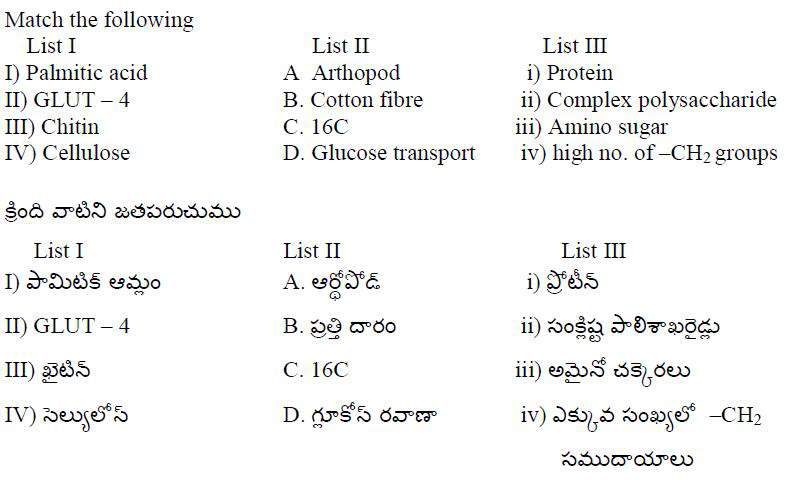 Match the following
List I List II List III
I) Palmitic acid A Arthopod i) Protein
II) GLUT – 4 B. Cotton fibre ii) Complex polysaccharide
III) Chitin C. 16C iii) Amino sugar
IV) Cellulose D. Glucose transport iv) high no. of –CH₂ groups
క్రింది వాటిని జతపరుచుము
List I List II List III
I) పామిటిక్ ఆమ్లం A. ఆర్థోపోడ్ i) ప్రోటీన్
II) GLUT – 4 B. ప్రత్తి దారం ii) సంక్లిష్ట పాలిశాఖరైడ్లు
III) ఖైటిన్ C. 16C iii) అమైనో చక్కెరలు
IV) సెల్యులోస్ D. గ్లూకోస్ రవాణా iv) ఎక్కువ సంఖ్యలో –CH₂
సముదాయాలు